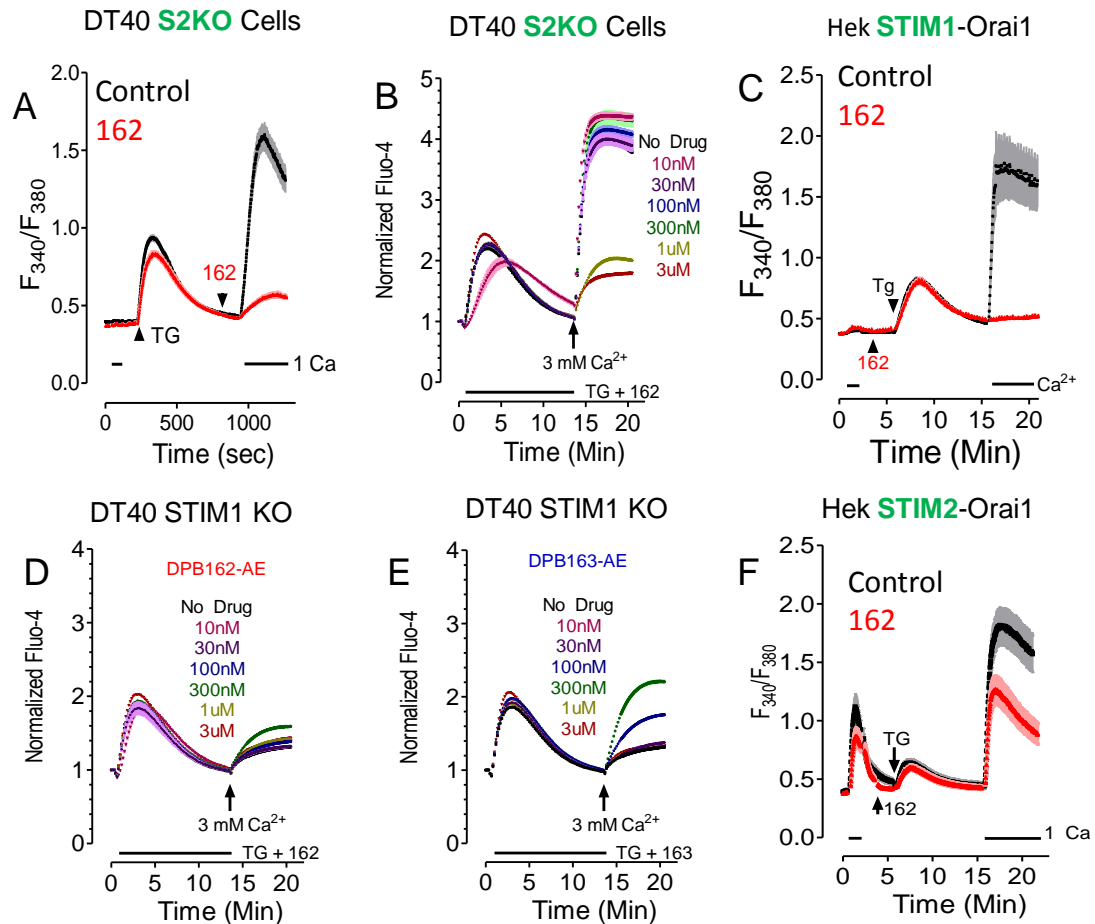 DT40 S2KO Cells
A
Control
162
F340/F380
2.0
1.5
1.0
0.5
0.0
162
TG
1 Ca
0 500 1000
Time (sec)
DT40 S2KO Cells
B
Normalized Fluo-4
5
4
3
2
1
0
No Drug
10nM
30nM
100nM
300nM
1uM
3uM
3 mM Ca2+
TG + 162
0 5 10 15 20
Time (Min)
Hek STIM1-Orai1
C
Control
162
F340/F380
2.5
2.0
1.5
1.0
0.5
0.0
Tg
162
Ca2+
0 5 10 15 20
Time (Min)
DT40 STIM1 KO
D
DPB162-AE
Normalized Fluo-4
4
3
2
1
0
No Drug
10nM
30nM
100nM
300nM
1uM
3uM
3 mM Ca2+
TG + 162
0 5 10 15 20
Time (Min)
DT40 STIM1 KO
E
DPB163-AE
Normalized Fluo-4
4
3
2
1
0
No Drug
10nM
30nM
100nM
300nM
1uM
3uM
3 mM Ca2+
TG + 163
0 5 10 15 20
Time (Min)
Hek STIM2-Orai1
F
Control
162
F340/F380
2.5
2.0
1.5
1.0
0.5
0.0
TG
162
1 Ca
0 5 10 15 20
Time (Min)